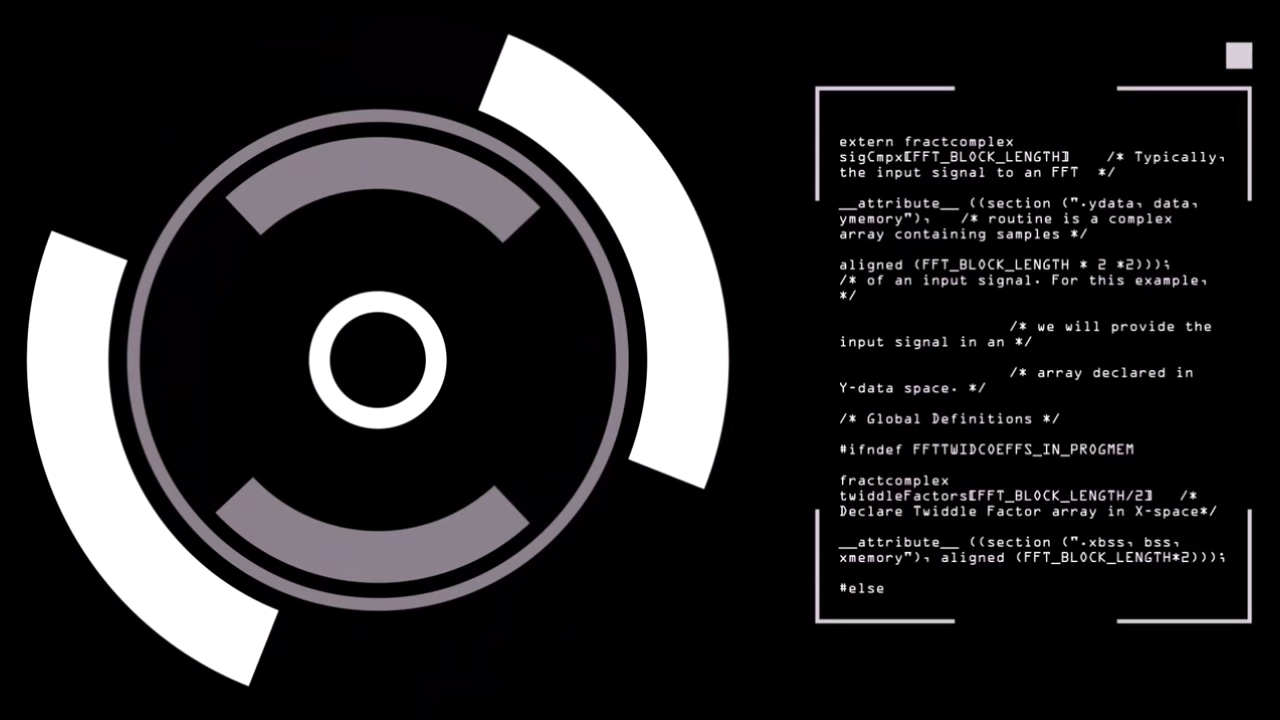 extern fractcomplex
sigCmpx[FFT_BLOCK_LENGTH]    /* Typically,
the input signal to an FFT  */
__attribute__ ((section (".ydata, data,
ymemory"),   /* routine is a complex
array containing samples */
aligned (FFT_BLOCK_LENGTH * 2 *2)));
/* of an input signal. For this example,
*/
/* we will provide the
input signal in an */
/* array declared in
Y-data space. */
/* Global Definitions */
#ifndef FFTTWIDCOEFFS_IN_PROGMEM
fractcomplex
twiddleFactors[FFT_BLOCK_LENGTH/2]   /*
Declare Twiddle Factor array in X-space*/
__attribute__ ((section (".xbss, bss,
xmemory"), aligned (FFT_BLOCK_LENGTH*2)));
#else